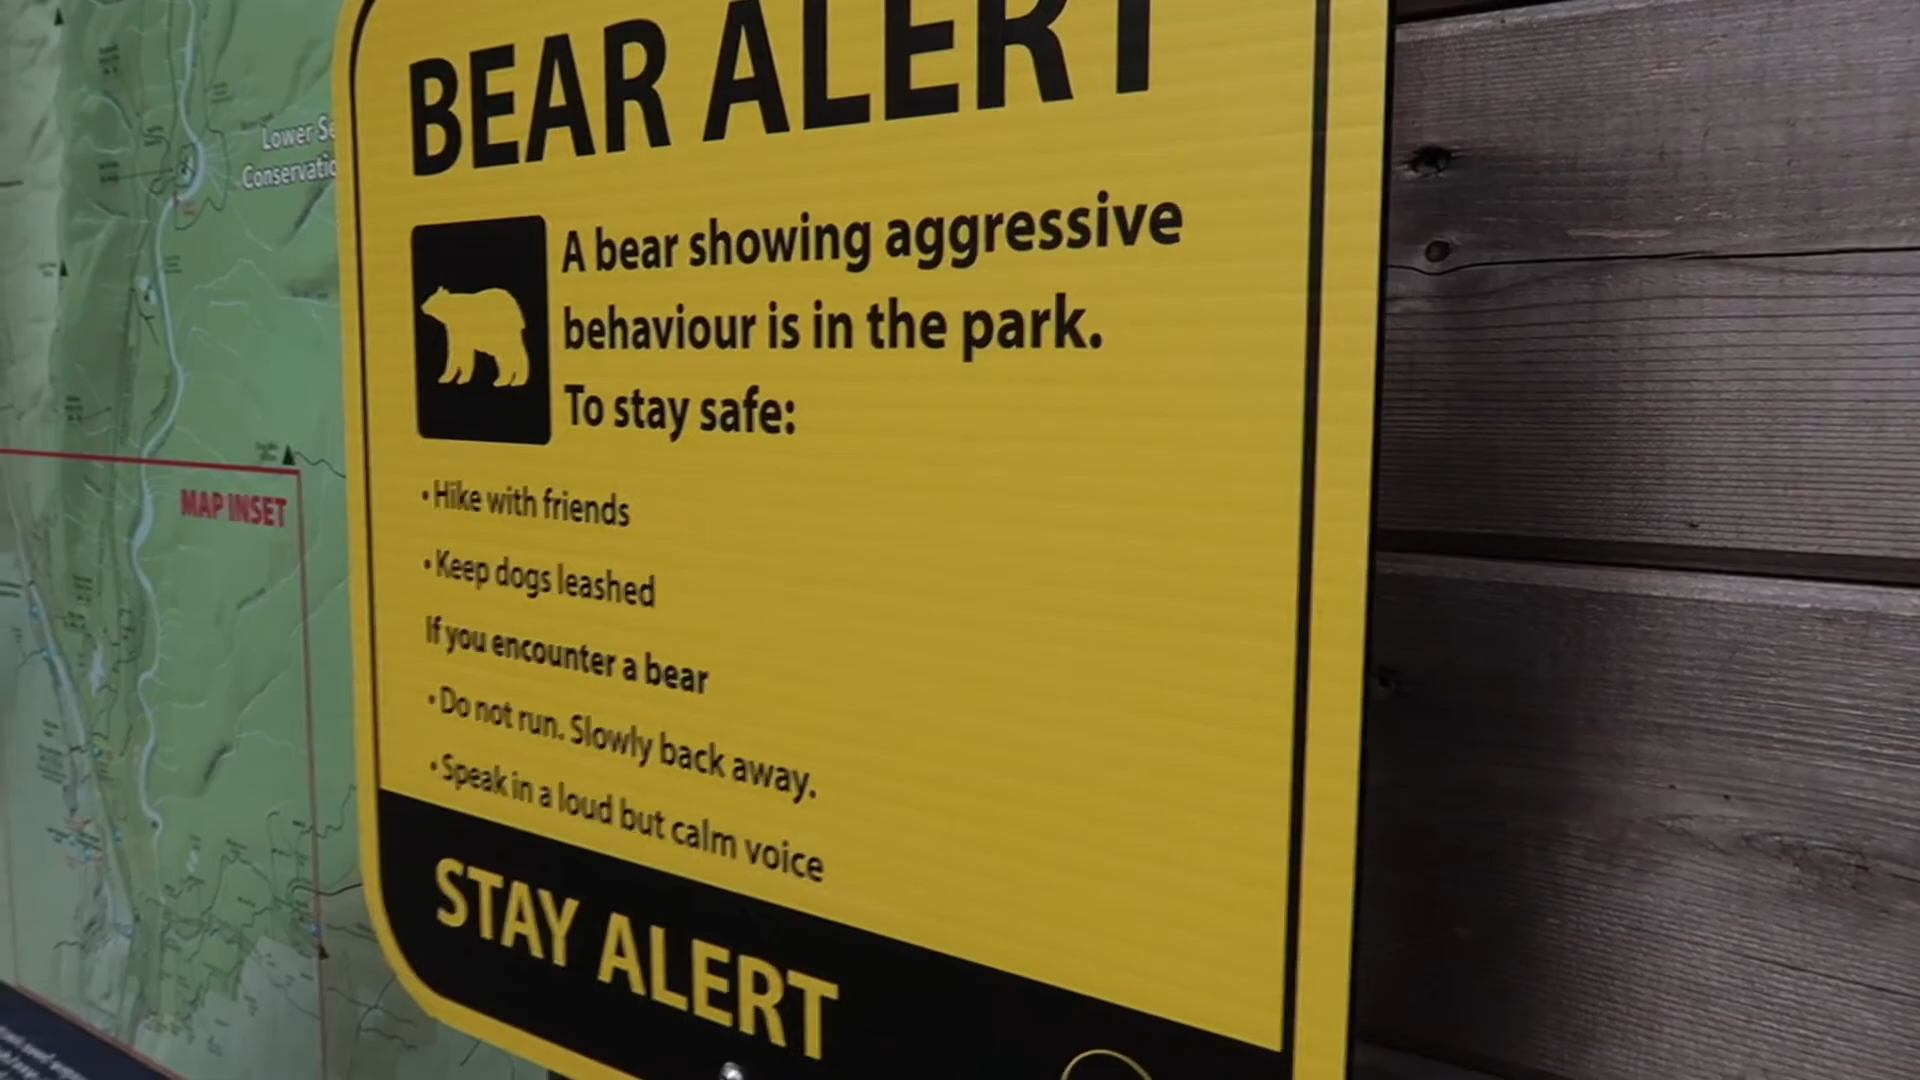 BEAR ALERT
A bear showing aggressive
behaviour is in the park.
To stay safe:
• Hike with friends
• Keep dogs leashed
If you encounter a bear
• Do not run. Slowly back away.
• Speak in a loud but calm voice
STAY ALERT
Lower
Conservatio
MAP INSET